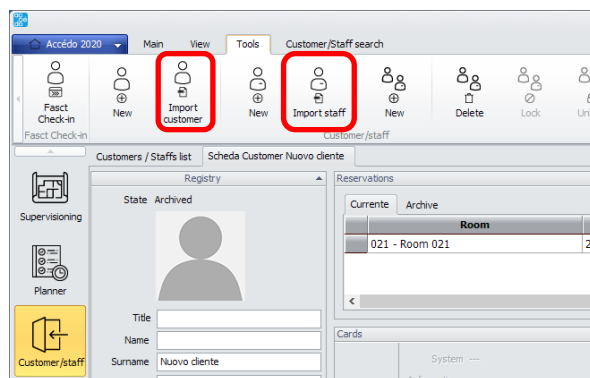 Accédo 2020 Main View Tools Customer/Staff search
Fasct Check-in
New
Import customer
New
Import staff
New
Delete
Lock
Fasct Check-in Customer/staff
Customers / Staffs list Scheda Customer Nuovo cliente
Registry Reservations
State Archived
Currente Archive
Room
021 - Room 021 2
Supervisioning
Planner
Customer/staff
Title
Name
Surname Nuovo cliente
Cards
System ---